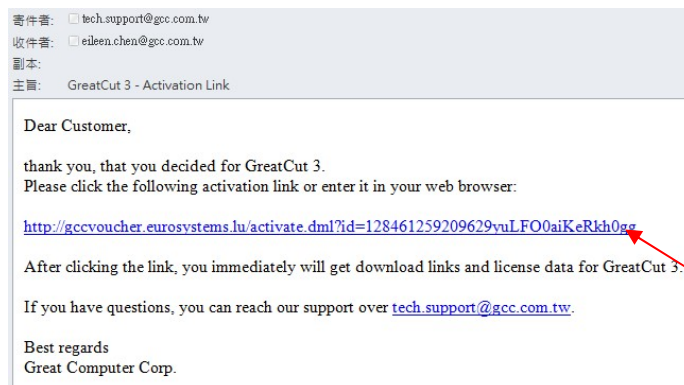 寄件者: tech.support@gcc.com.tw
收件者: eileen.chen@gcc.com.tw
副本:
主旨: GreatCut 3 - Activation Link
Dear Customer,
thank you, that you decided for GreatCut 3.
Please click the following activation link or enter it in your web browser:
http://gccvoucher.eurosystems.lu/activate.dml?id=128461259209629yuLFO0aiKeRkh0gg
After clicking the link, you immediately will get download links and license data for GreatCut 3.
If you have questions, you can reach our support over tech.support@gcc.com.tw.
Best regards
Great Computer Corp.